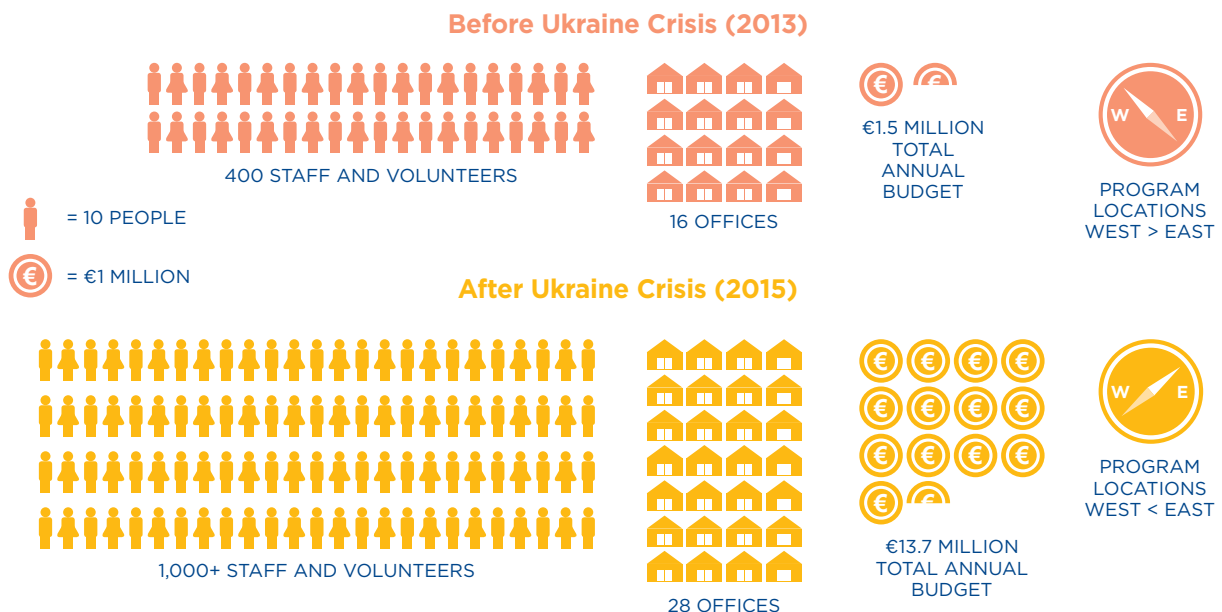 Before Ukraine Crisis (2013)
400 STAFF AND VOLUNTEERS
16 OFFICES
€
€
€1.5 MILLION
TOTAL
ANNUAL
BUDGET
W E
PROGRAM
LOCATIONS
WEST > EAST
= 10 PEOPLE
€ = €1 MILLION
After Ukraine Crisis (2015)
1,000+ STAFF AND VOLUNTEERS
28 OFFICES
€ € € €
€ € € €
€ € € €
€ €
€13.7 MILLION
TOTAL ANNUAL
BUDGET
W E
PROGRAM
LOCATIONS
WEST < EAST